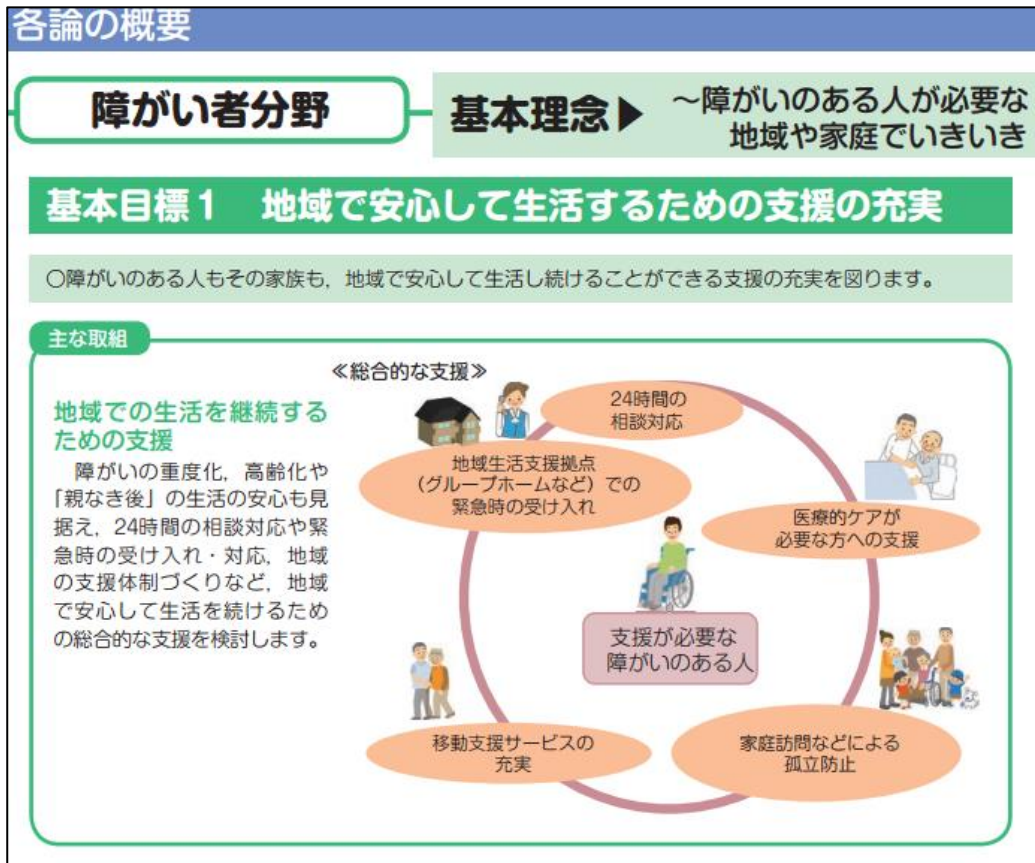 各論の概要
障がい者分野
基本理念▶
～障がいのある人が必要な
地域や家庭でいきいき
基本目標１　地域で安心して生活するための支援の充実
○障がいのある人もその家族も，地域で安心して生活し続けることができる支援の充実を図ります。
主な取組
≪総合的な支援≫
地域での生活を継続する
ための支援
　障がいの重度化，高齢化や
「親なき後」の生活の安心も見
据え，24時間の相談対応や緊
急時の受け入れ・対応，地域
の支援体制づくりなど，地域
で安心して生活を続けるため
の総合的な支援を検討します。
24時間の
相談対応
地域生活支援拠点
（グループホームなど）での
緊急時の受け入れ
医療的ケアが
必要な方への支援
支援が必要な
障がいのある人
移動支援サービスの
充実
家庭訪問などによる
孤立防止